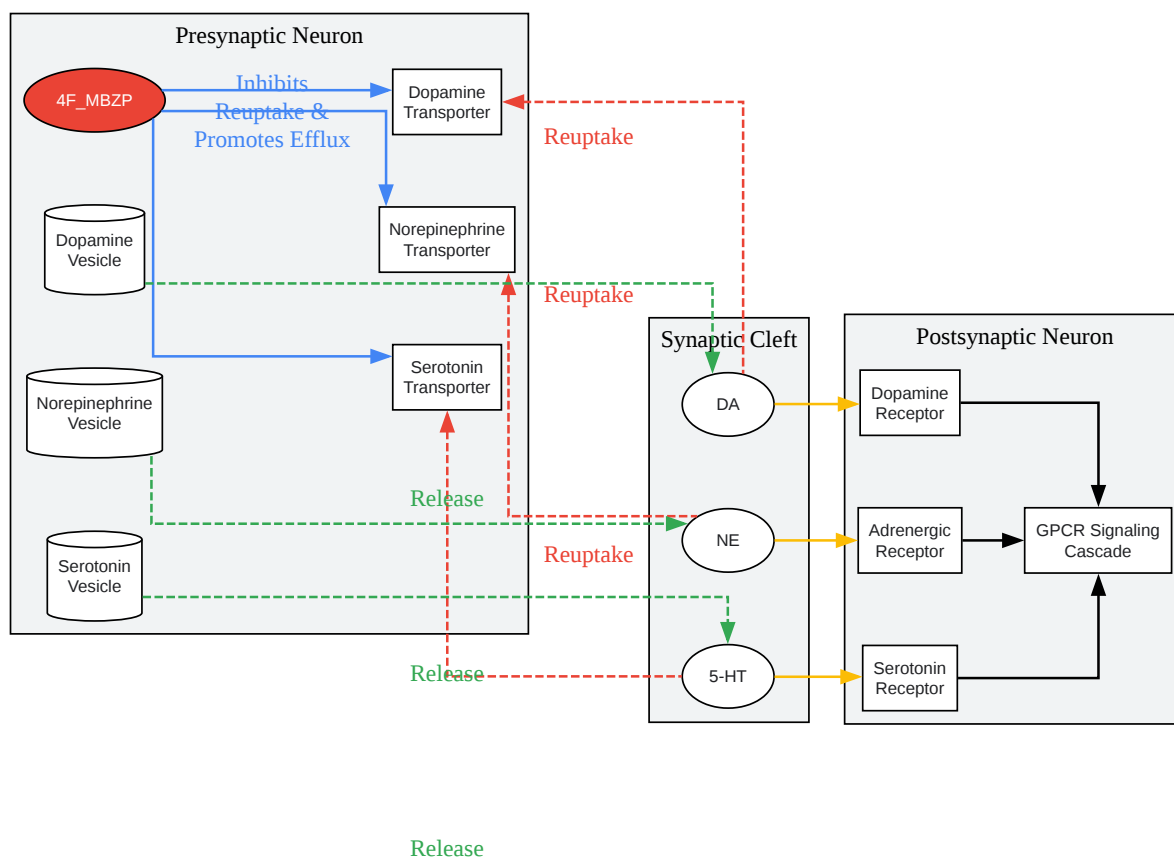 Presynaptic Neuron
4F_MBZP
Inhibits
Reuptake &
Promotes Efflux
Dopamine
Transporter
Reuptake
Dopamine
Vesicle
Norepinephrine
Transporter
Reuptake
Synaptic Cleft
Postsynaptic Neuron
Serotonin
Transporter
Norepinephrine
Vesicle
DA
Dopamine
Receptor
Release
NE
Adrenergic
Receptor
GPCR Signaling
Cascade
Reuptake
Serotonin
Vesicle
Release
5-HT
Serotonin
Receptor
Release